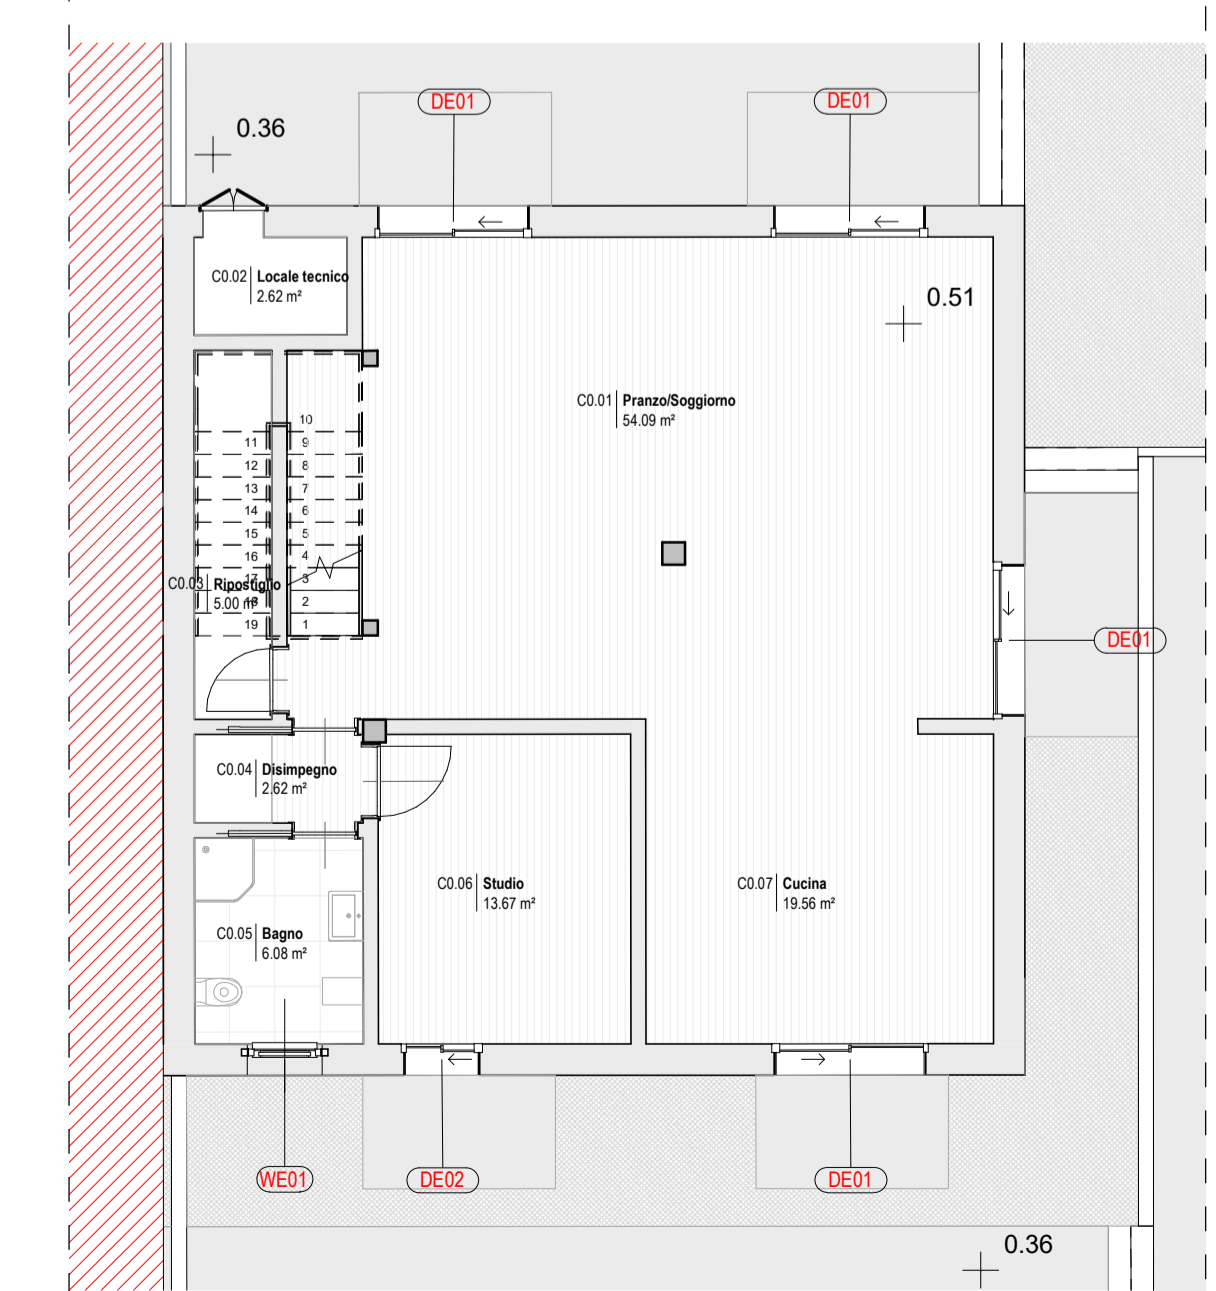 DE01
DE01
0.36
C0.02 Locale tecnico
2.62 m²
0.51
C0.01 Pranzo/Soggiorno
54.09 m²
10
11 9
12 8
13 7
14 6
15 5
16 4
17 3
C0.03 Ripostiglio
5.00 m²
18 2
19 1
DE01
C0.04 Disimpegno
2.62 m²
C0.06 Studio
13.67 m²
C0.07 Cucina
19.56 m²
C0.05 Bagno
6.08 m²
WE01
DE02
DE01
0.36